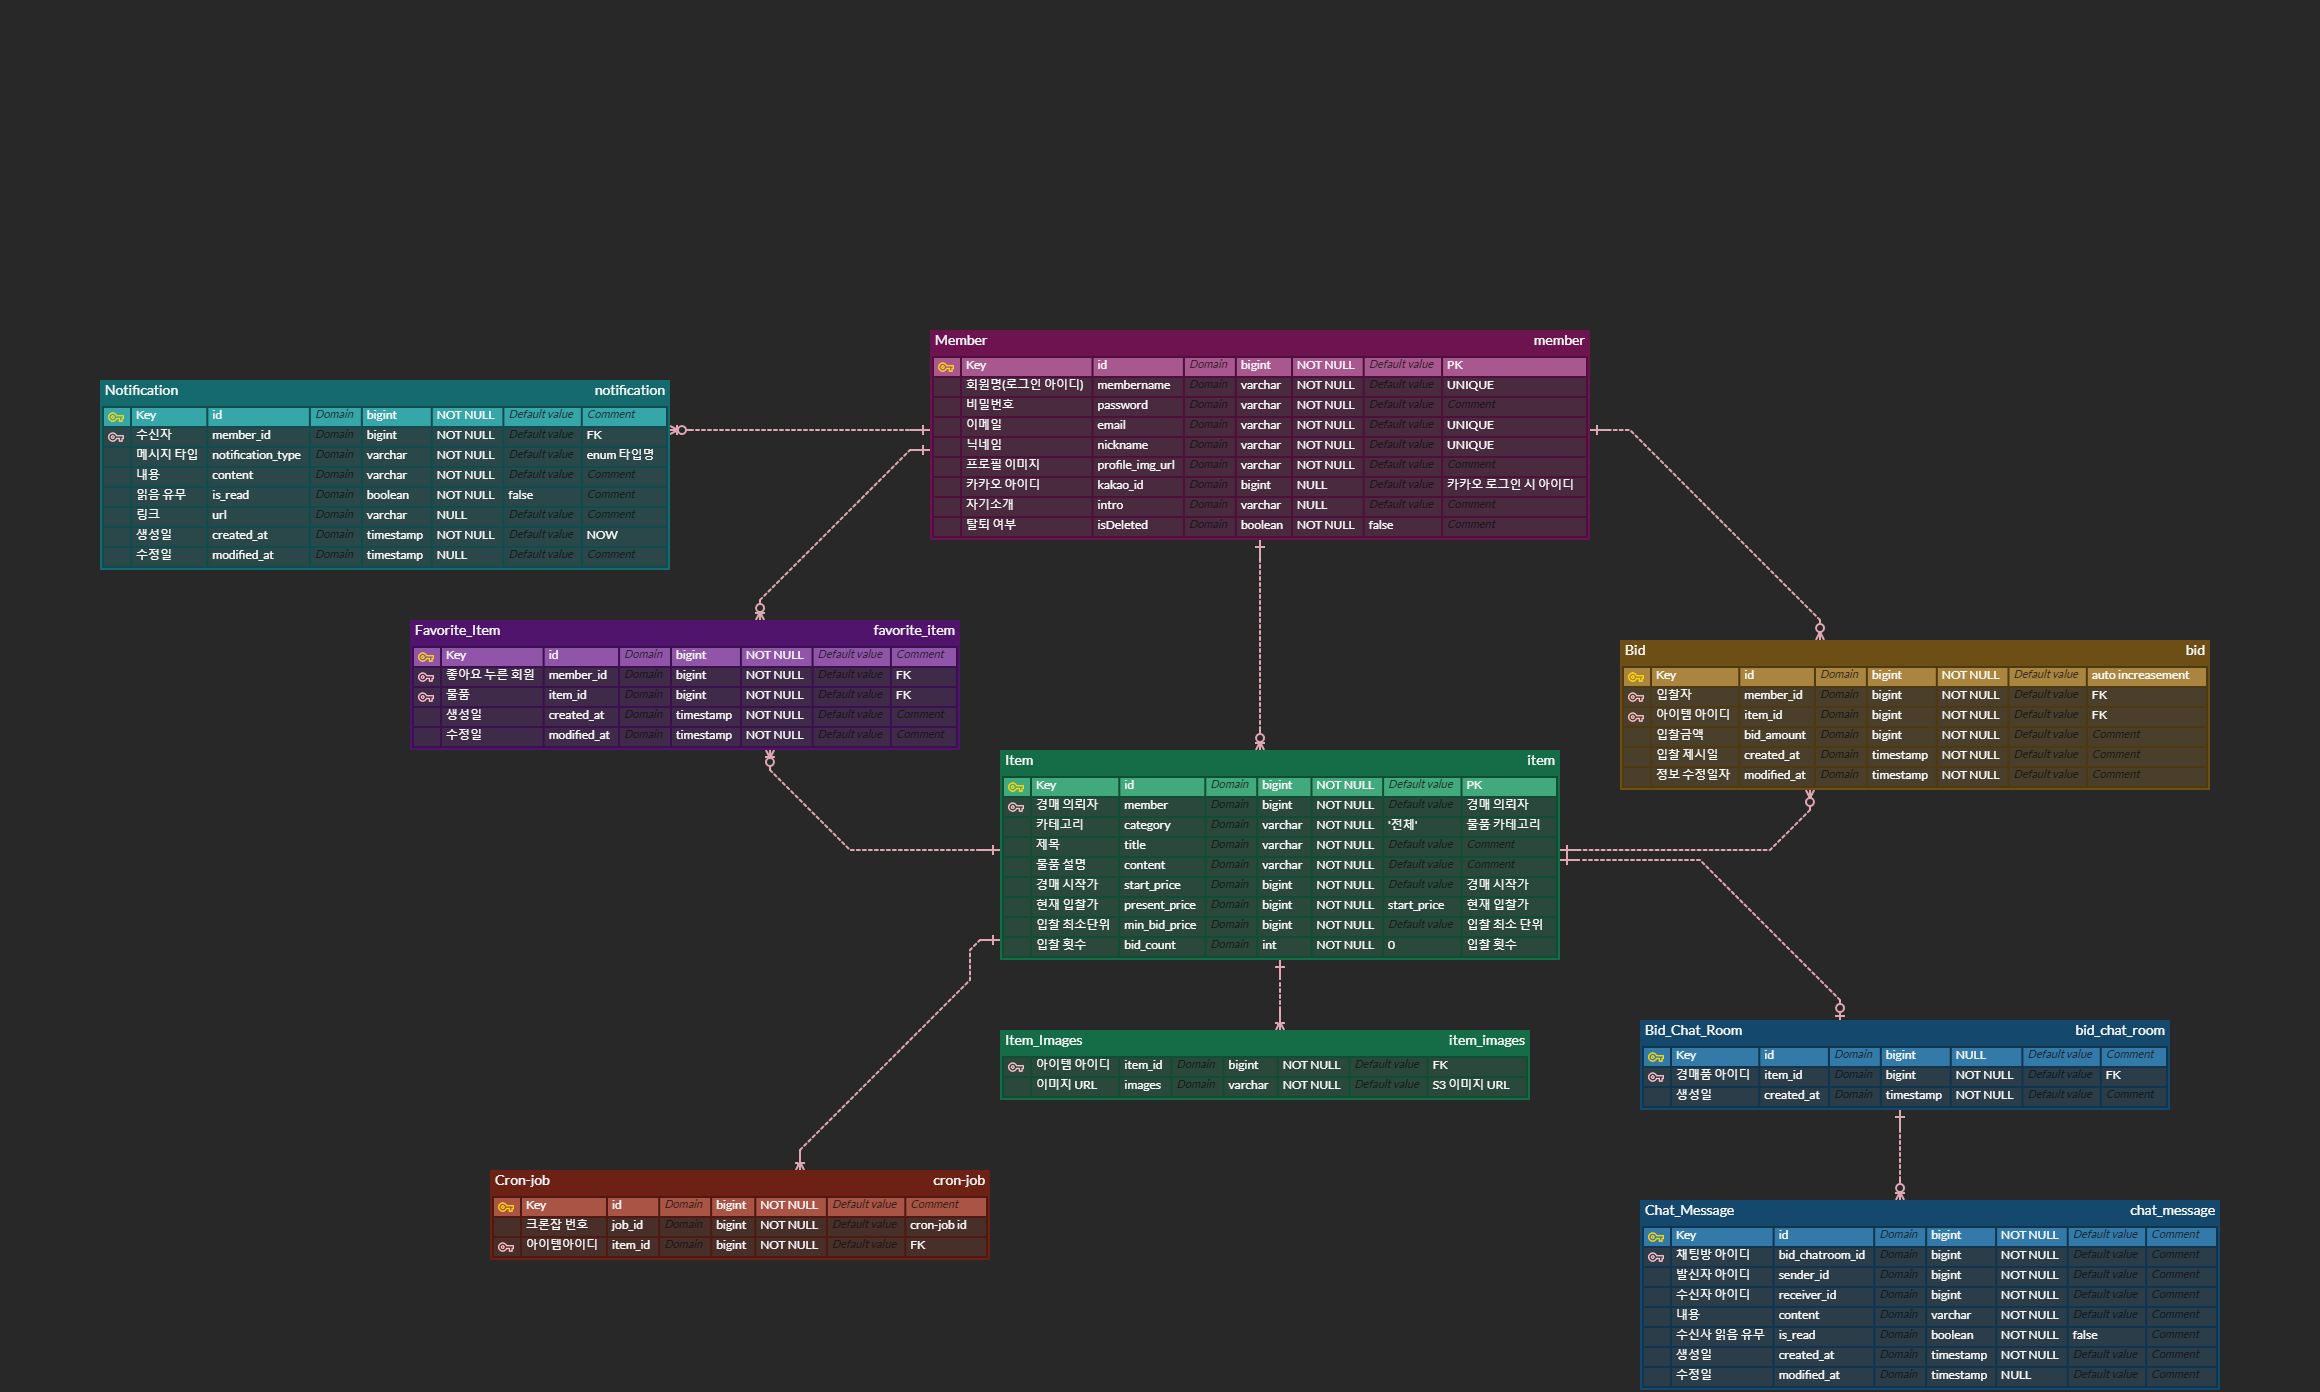 Member member
Key id Domain bigint NOT NULL Default value PK
회원명(로그인 아이디) membername Domain varchar NOT NULL Default value UNIQUE
비밀번호 password Domain varchar NOT NULL Default value Comment
이메일 email Domain varchar NOT NULL Default value UNIQUE
닉네임 nickname Domain varchar NOT NULL Default value UNIQUE
프로필 이미지 profile_img_url Domain varchar NOT NULL Default value Comment
카카오 아이디 kakao_id Domain bigint NULL Default value 카카오 로그인 시 아이디
자기소개 intro Domain varchar NULL Default value Comment
탈퇴 여부 isDeleted Domain boolean NOT NULL false Comment
Notification notification
Key id Domain bigint NOT NULL Default value Comment
수신자 member_id Domain bigint NOT NULL Default value FK
메시지 타입 notification_type Domain varchar NOT NULL Default value enum 타입명
내용 content Domain varchar NOT NULL Default value Comment
읽음 유무 is_read Domain boolean NOT NULL false Comment
링크 url Domain varchar NULL Default value Comment
생성일 created_at Domain timestamp NOT NULL Default value NOW
수정일 modified_at Domain timestamp NULL Default value Comment
Favorite_Item favorite_item
Key id Domain bigint NOT NULL Default value Comment
좋아요 누른 회원 member_id Domain bigint NOT NULL Default value FK
물품 item_id Domain bigint NOT NULL Default value FK
생성일 created_at Domain timestamp NOT NULL Default value Comment
수정일 modified_at Domain timestamp NOT NULL Default value Comment
Bid bid
Key id Domain bigint NOT NULL Default value auto increasement
입찰자 member_id Domain bigint NOT NULL Default value FK
아이템 아이디 item_id Domain bigint NOT NULL Default value FK
입찰금액 bid_amount Domain bigint NOT NULL Default value Comment
입찰 제시일 created_at Domain timestamp NOT NULL Default value Comment
정보 수정일자 modified_at Domain timestamp NOT NULL Default value Comment
Item item
Key id Domain bigint NOT NULL Default value PK
경매 의뢰자 member Domain bigint NOT NULL Default value 경매 의뢰자
카테고리 category Domain varchar NOT NULL '전체' 물품 카테고리
제목 title Domain varchar NOT NULL Default value Comment
물품 설명 content Domain varchar NOT NULL Default value Comment
경매 시작가 start_price Domain bigint NOT NULL Default value 경매 시작가
현재 입찰가 present_price Domain bigint NOT NULL start_price 현재 입찰가
입찰 최소단위 min_bid_price Domain bigint NOT NULL Default value 입찰 최소 단위
입찰 횟수 bid_count Domain int NOT NULL 0 입찰 횟수
Item_Images item_images
아이템 아이디 item_id Domain bigint NOT NULL Default value FK
이미지 URL images Domain varchar NOT NULL Default value S3 이미지 URL
Bid_Chat_Room bid_chat_room
Key id Domain bigint NULL Default value Comment
경매품 아이디 item_id Domain bigint NOT NULL Default value FK
생성일 created_at Domain timestamp NOT NULL Default value Comment
Cron-job cron-job
Key id Domain bigint NOT NULL Default value Comment
크론잡 번호 job_id Domain bigint NOT NULL Default value cron-job id
아이템아이디 item_id Domain bigint NOT NULL Default value FK
Chat_Message chat_message
Key id Domain bigint NOT NULL Default value Comment
채팅방 아이디 bid_chatroom_id Domain bigint NOT NULL Default value Comment
발신자 아이디 sender_id Domain bigint NOT NULL Default value Comment
수신자 아이디 receiver_id Domain bigint NOT NULL Default value Comment
내용 content Domain varchar NOT NULL Default value Comment
수신사 읽음 유무 is_read Domain boolean NOT NULL false Comment
생성일 created_at Domain timestamp NOT NULL Default value Comment
수정일 modified_at Domain timestamp NULL Default value Comment